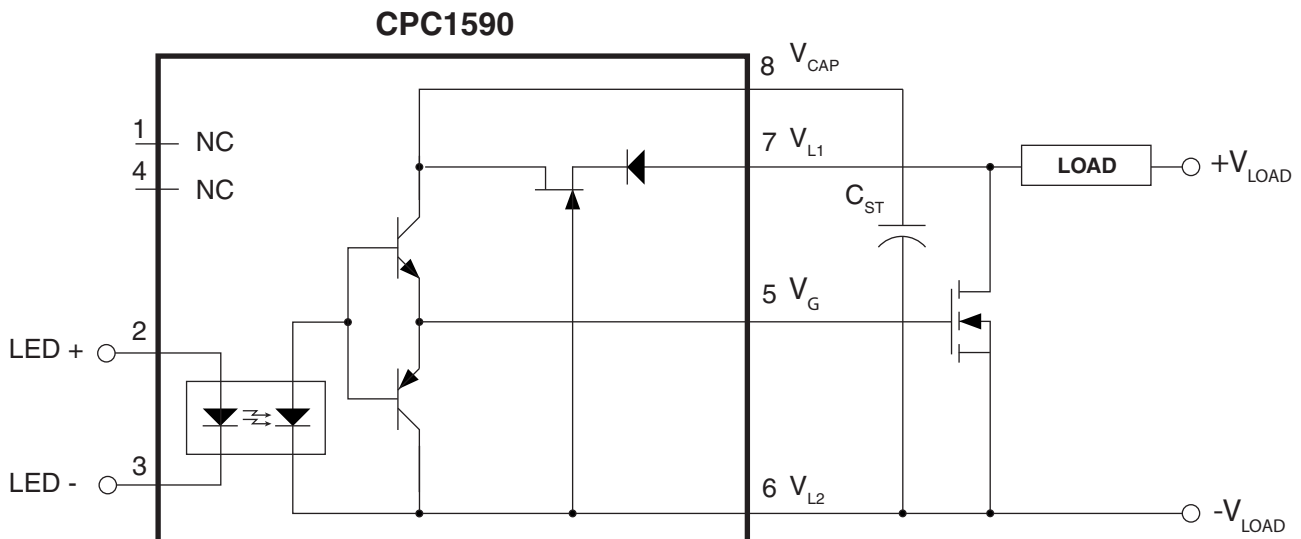 CPC1590
8 V_CAP
1 NC
7 V_L1
4 NC
LOAD
+V_LOAD
C_ST
5 V_G
2
LED +
3
LED -
6 V_L2
-V_LOAD